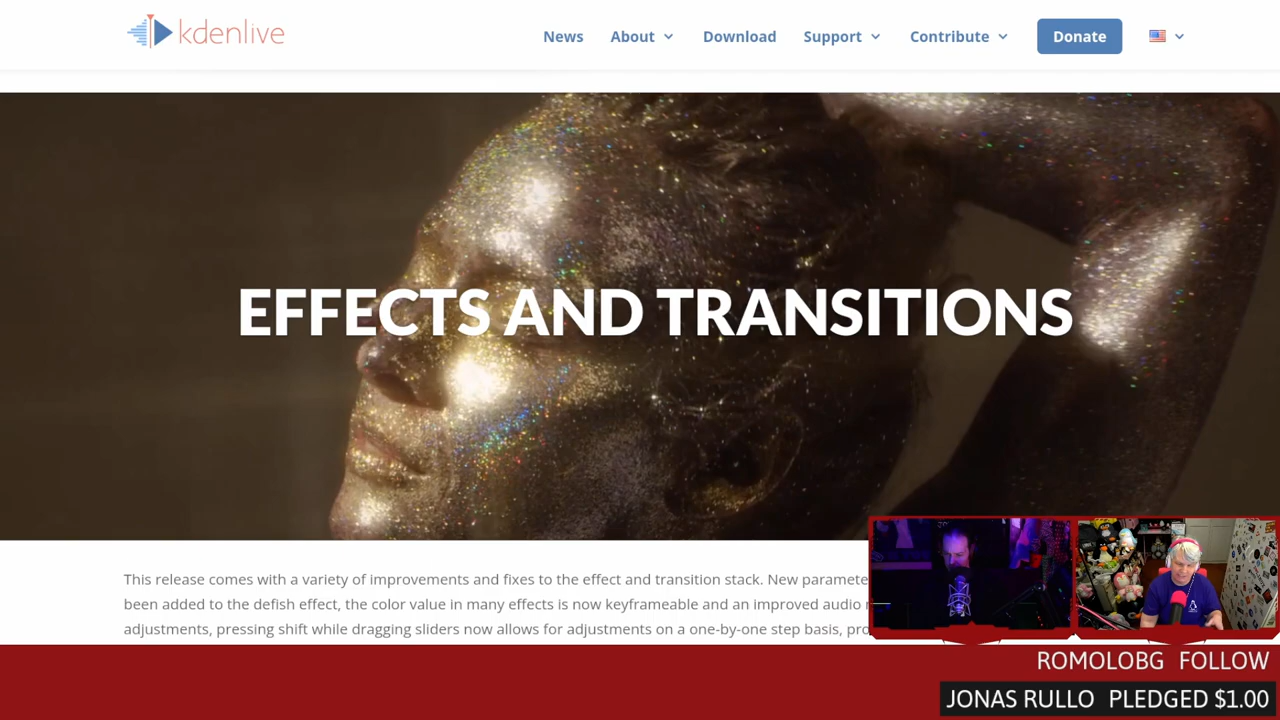 kdenlive
News About Download Support Contribute Donate
EFFECTS AND TRANSITIONS
This release comes with a variety of improvements and fixes to the effect and transition stack. New
been added to the defish effect, the color value in many effects is now keyframeable and an improved audio
adjustments, pressing shift while dragging sliders now allows for adjustments on a one-by-one step basis,
ROMOLOBG FOLLOW
JONAS RULLO PLEDGED $1.00